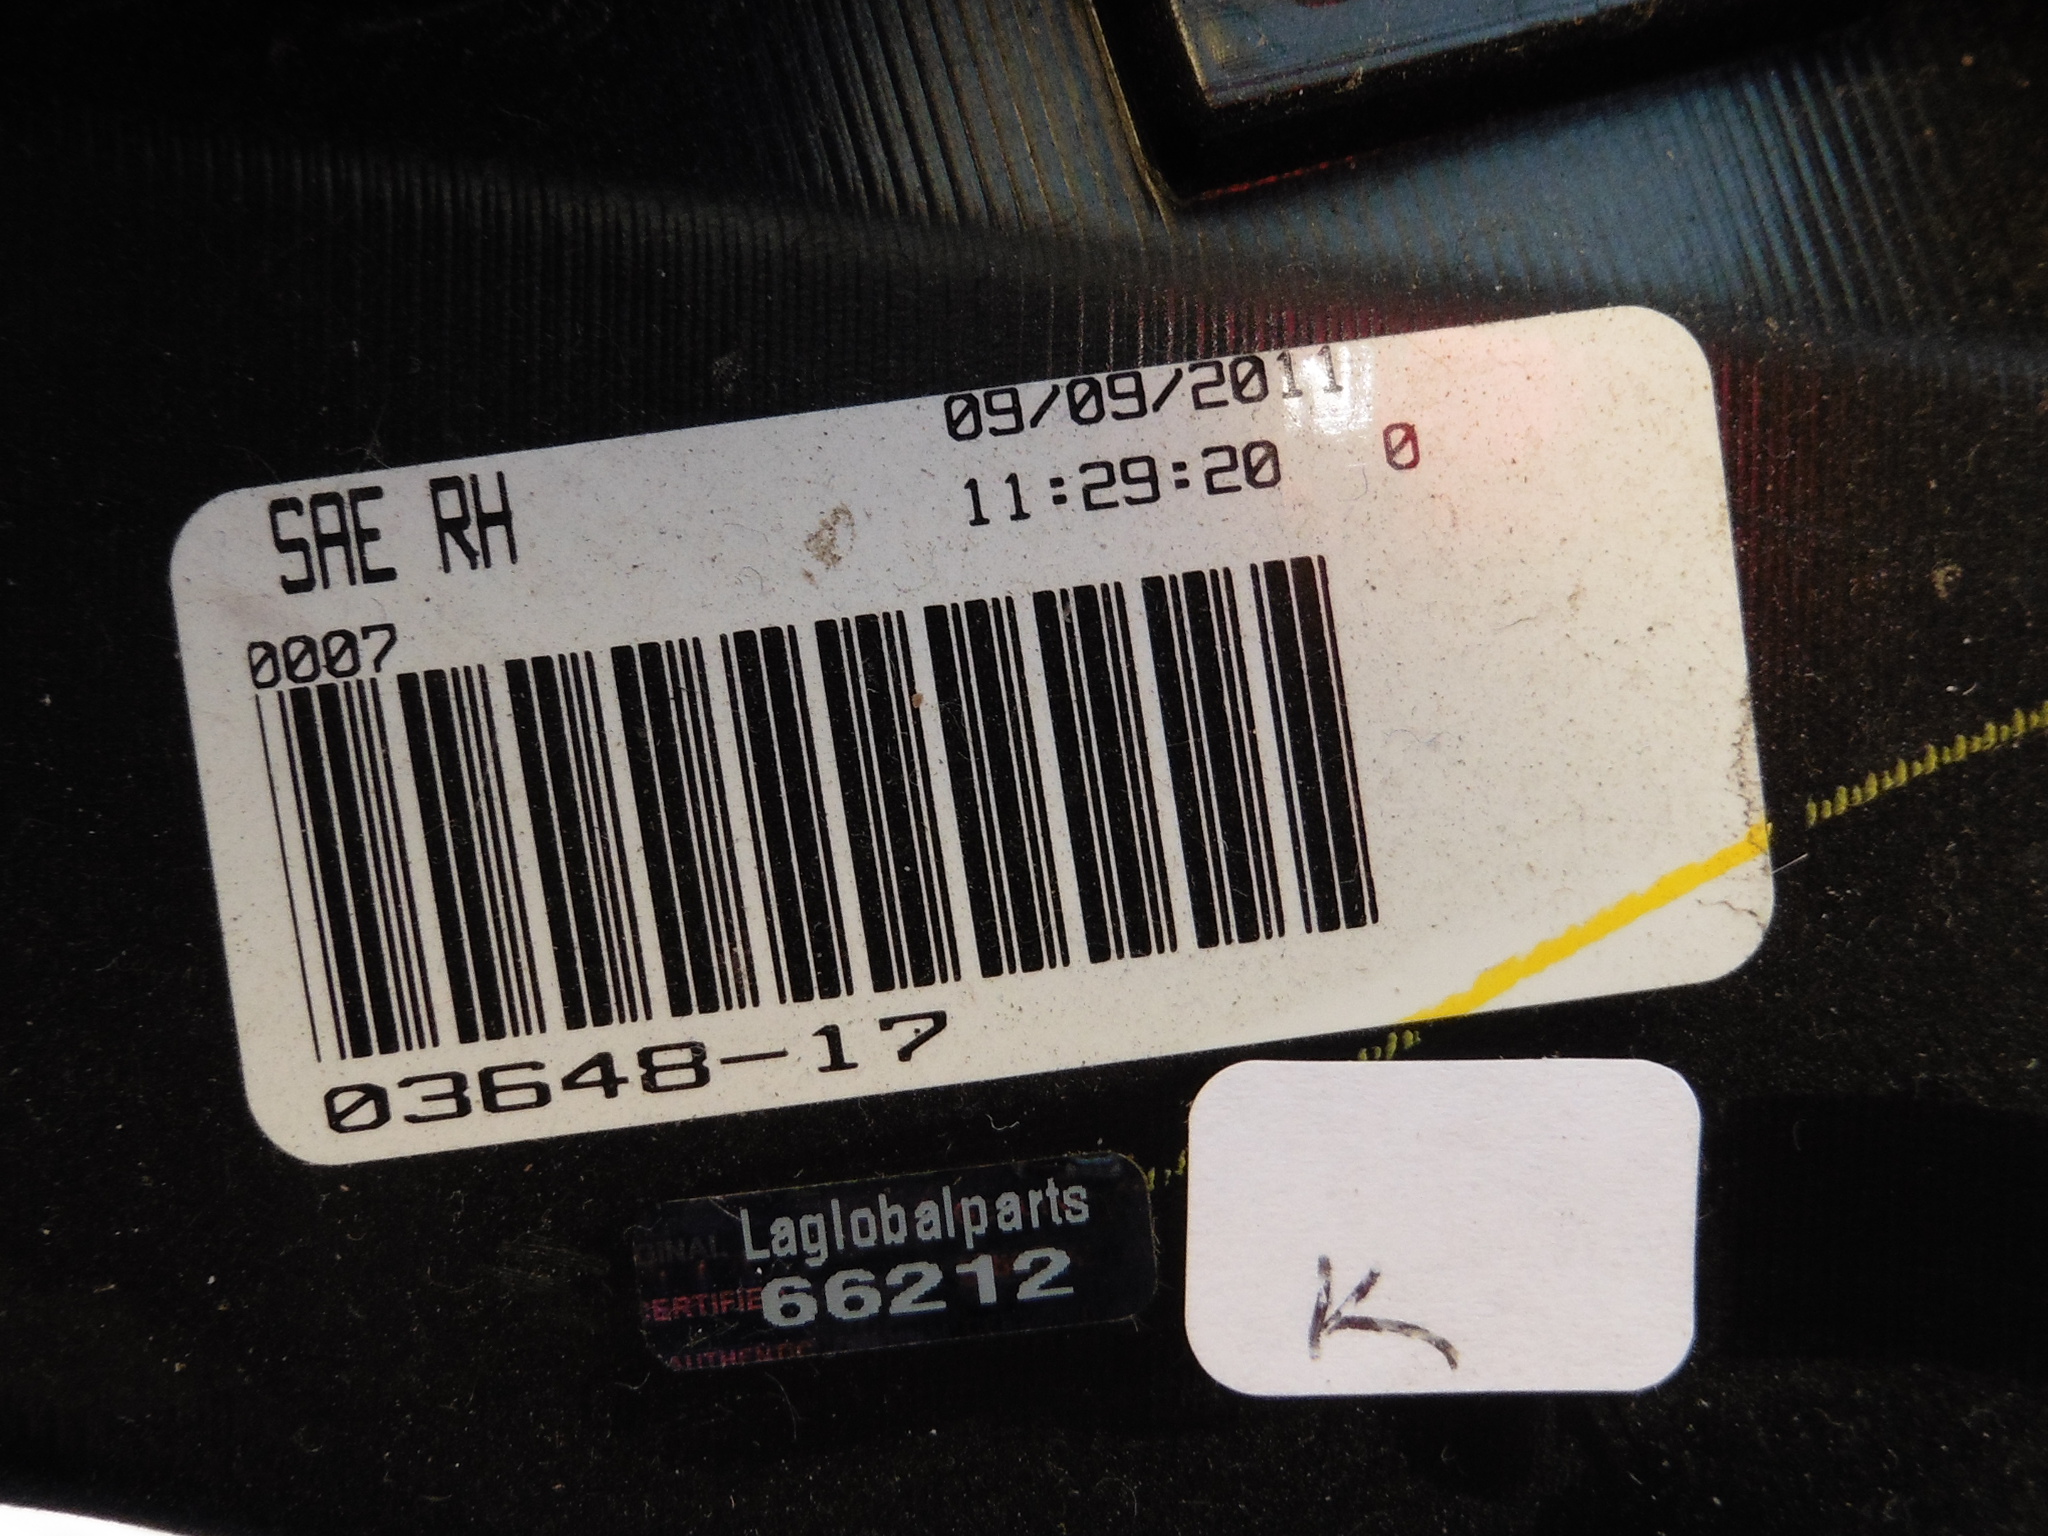 09/09/2011
SAE RH 11:29:20 0
0007
03648-17
Laglobalparts
66212
K